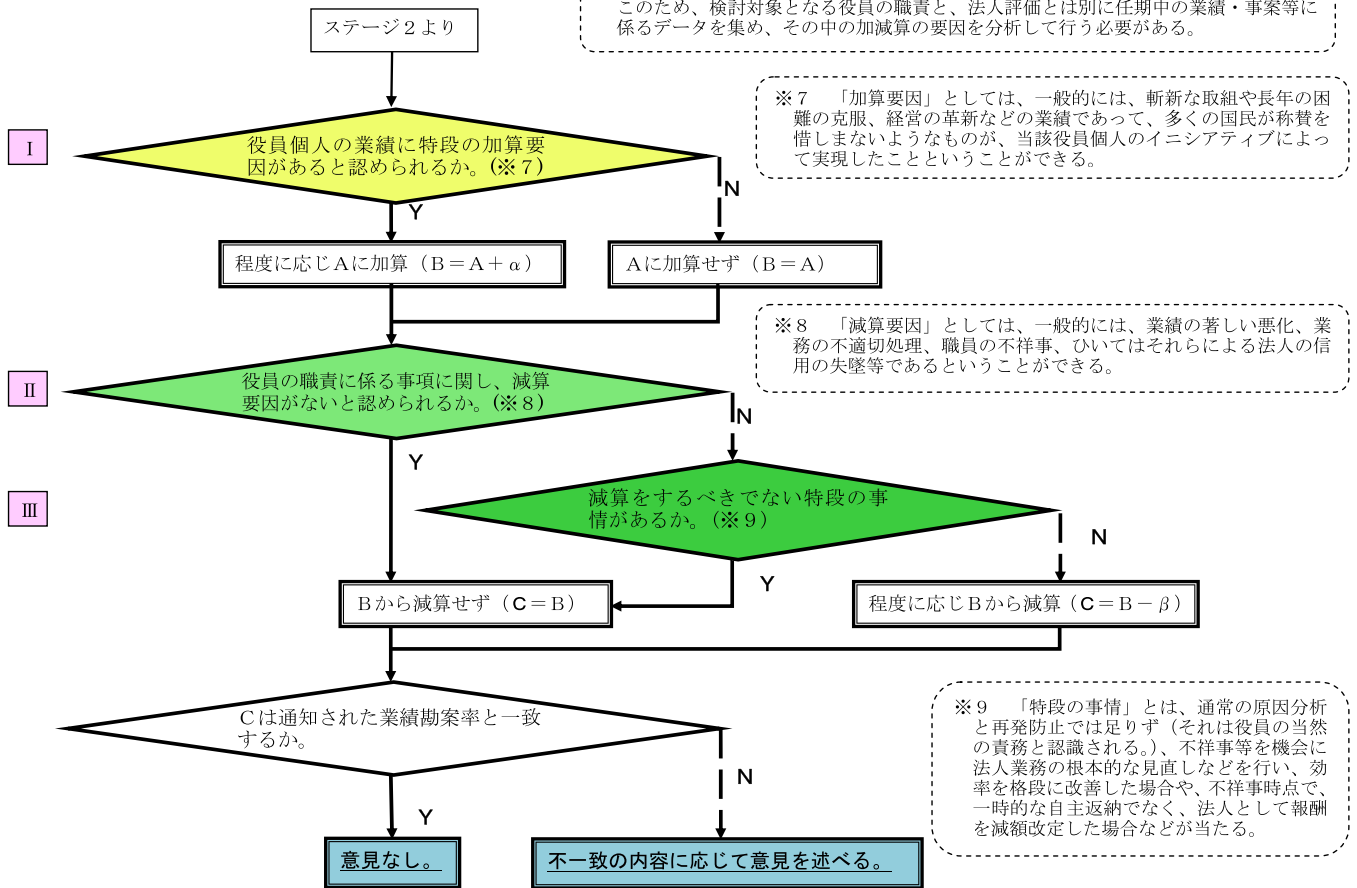 このため、検討対象となる役員の職責と、法人評価とは別に任期中の業績・事案等に
係るデータを集め、その中の加減算の要因を分析して行う必要がある。
ステージ2より
※7　「加算要因」としては、一般的には、斬新な取組や長年の困
難の克服、経営の革新などの業績であって、多くの国民が称賛を
惜しまないようなものが、当該役員個人のイニシアティブによっ
て実現したことということができる。
Ⅰ
役員個人の業績に特段の加算要
因があると認められるか。(※7)
N
Y
程度に応じAに加算（B＝A＋α）
Aに加算せず（B＝A）
※8　「減算要因」としては、一般的には、業績の著しい悪化、業
務の不適切処理、職員の不祥事、ひいてはそれらによる法人の信
用の失墜等であるということができる。
Ⅱ
役員の職責に係る事項に関し、減算
要因がないと認められるか。(※8)
N
Y
Ⅲ
減算をするべきでない特段の事
情があるか。(※9)
N
Y
Bから減算せず（C＝B）
程度に応じBから減算（C＝B－β）
Cは通知された業績勘案率と一致
するか。
N
Y
※9　「特段の事情」とは、通常の原因分析
と再発防止では足りず（それは役員の当然
の責務と認識される。）、不祥事等を機会に
法人業務の根本的な見直しなどを行い、効
率を格段に改善した場合や、不祥事時点で、
一時的な自主返納でなく、法人として報酬
を減額改定した場合などが当たる。
意見なし。
不一致の内容に応じて意見を述べる。